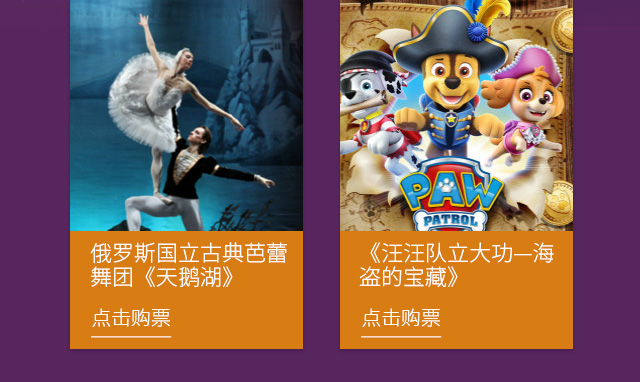 PAW
PATROL
俄罗斯国立古典芭蕾
舞团《天鹅湖》
点击购票
《汪汪队立大功—海
盗的宝藏》
点击购票